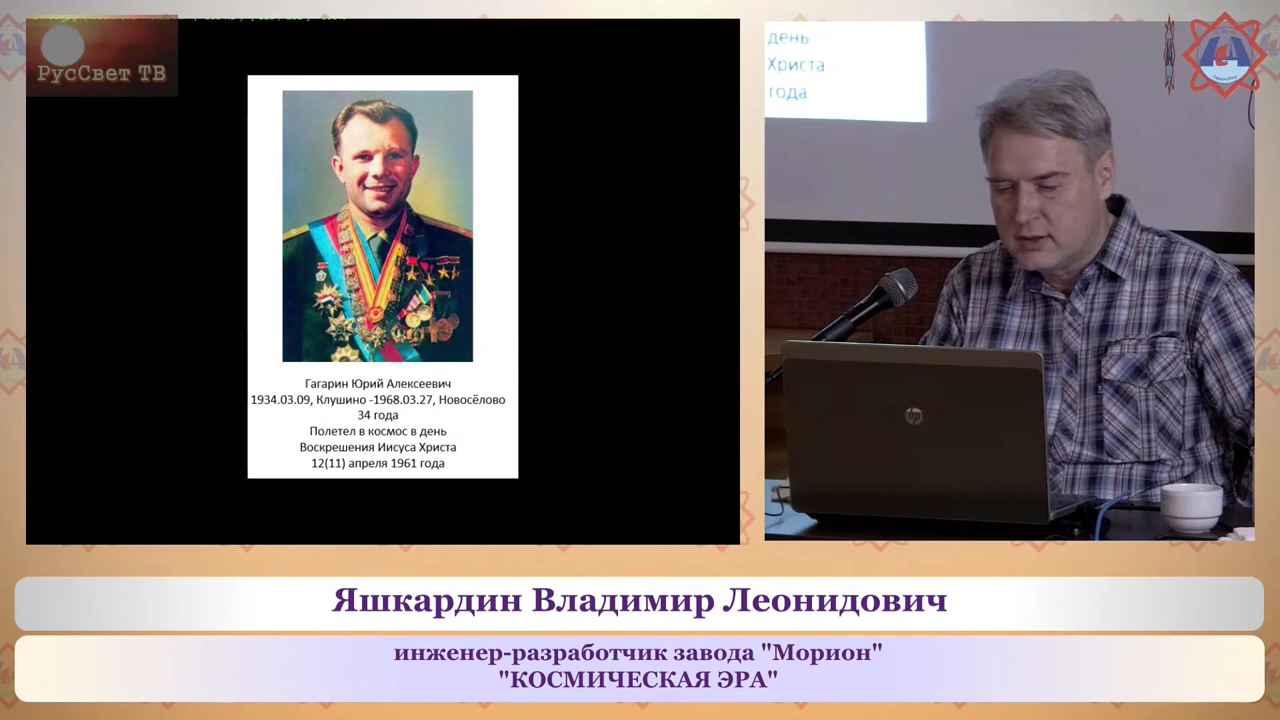 РусСвет ТВ
Гагарин Юрий Алексеевич
1934.03.09, Клушино -1968.03.27, Новосёлово
34 года
Полетел в космос в день
Воскрешения Иисуса Христа
12(11) апреля 1961 года
день
Христа
года
hp
Яшкардин Владимир Леонидович
инженер-разработчик завода "Морион"
"КОСМИЧЕСКАЯ ЭРА"